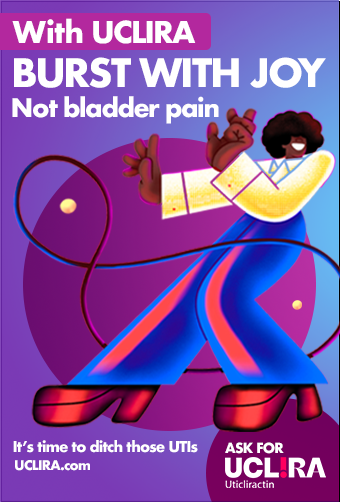 With UCLIRA
BURST WITH JOY
Not bladder pain
It's time to ditch those UTIs
UCLIRA.com
ASK FOR
UCL!RA
Uticliractin